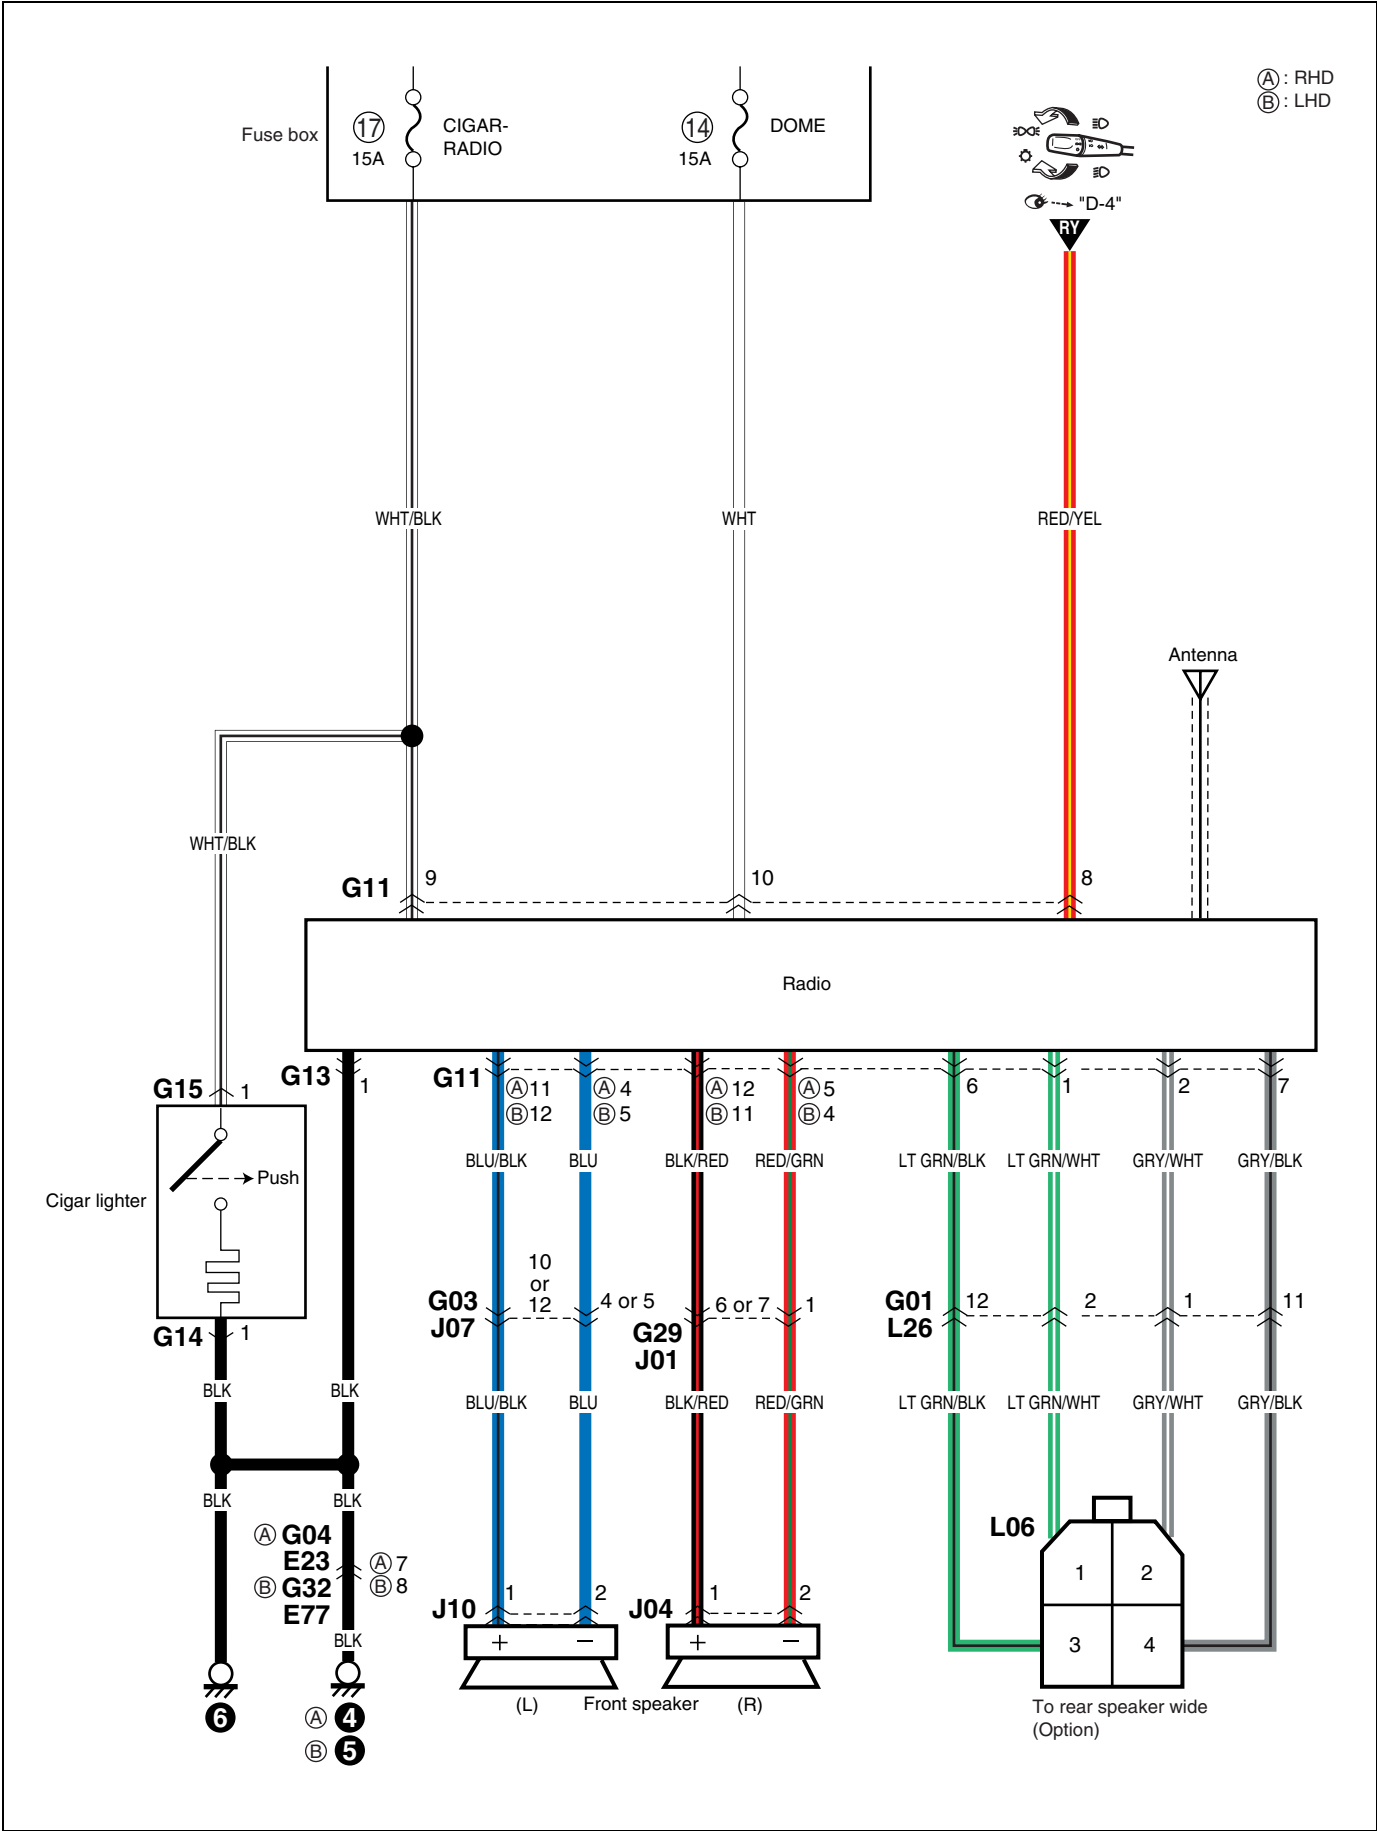 Ⓐ : RHD
Ⓑ : LHD
Fuse box
17
15A
CIGAR-
RADIO
14
15A
DOME
"D-4"
RY
WHT/BLK
WHT
RED/YEL
Antenna
WHT/BLK
G11
9
10
8
Radio
G15
1
G13
1
G11
Ⓐ11
Ⓑ12
Ⓐ4
Ⓑ5
Ⓐ12
Ⓑ11
Ⓐ5
Ⓑ4
6
1
2
7
Cigar lighter
Push
BLU/BLK
BLU
BLK/RED
RED/GRN
LT GRN/BLK
LT GRN/WHT
GRY/WHT
GRY/BLK
G03
J07
10
or
12
4 or 5
G29
J01
6 or 7
1
G01
L26
12
2
1
11
G14
1
BLK
BLK
BLU/BLK
BLU
BLK/RED
RED/GRN
LT GRN/BLK
LT GRN/WHT
GRY/WHT
GRY/BLK
BLK
BLK
Ⓐ G04
E23
Ⓑ G32
E77
Ⓐ7
Ⓑ8
BLK
J10
1
2
J04
1
2
L06
1
2
3
4
+
−
+
−
(L)
Front speaker
(R)
To rear speaker wide
(Option)
6
Ⓐ 4
Ⓑ 5